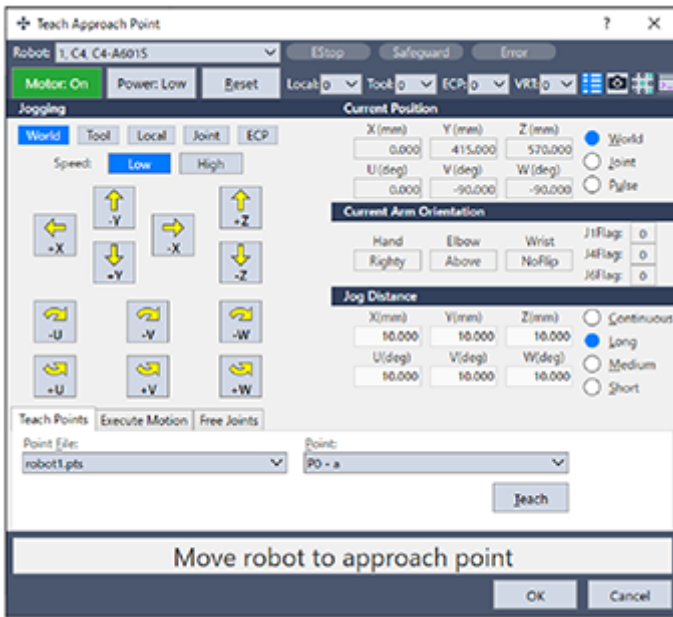 Teach Approach Point ? ×
Robot: 1, C4, C4-A601S EStop Safeguard Error
Motor: On Power: Low Reset Local: 0 Tool: 0 ECP: 0 VRT: 0
Jogging
World Tool Local Joint ECP
Speed: Low High
+X -Y -X +Y +Z -Z
-U -V -W
+U +V +W
Current Position
X (mm) Y (mm) Z (mm)
0.000 415.000 570.000
U (deg) V (deg) W (deg)
0.000 -90.000 -90.000
World
Joint
Pulse
Current Arm Orientation
Hand Elbow Wrist
Righty Above NoFlip
J1Flag: 0
J4Flag: 0
J6Flag: 0
Jog Distance
X(mm) Y(mm) Z(mm)
10.000 10.000 10.000
U(deg) V(deg) W(deg)
10.000 10.000 10.000
Continuous
Long
Medium
Short
Teach Points Execute Motion Free Joints
Point File: Point:
robot1.pts P0 - a
Teach
Move robot to approach point
OK Cancel